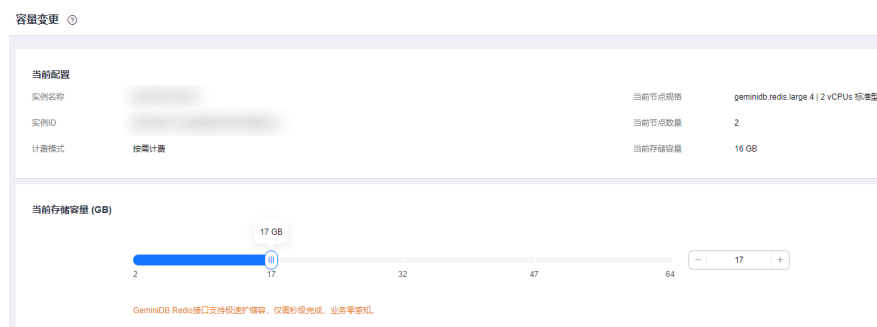 容量变更
当前配置
实例名称
当前节点规格 geminidb.redis.large.4 | 2 vCPUs 标准型
实例ID
当前节点数量 2
计费模式 按需计费 当前存储容量 16 GB
当前存储容量 (GB)
17 GB
− 17 +
2 17 32 47 64
GeminiDB Redis接口支持极速扩缩容，仅需秒级完成，业务零感知。